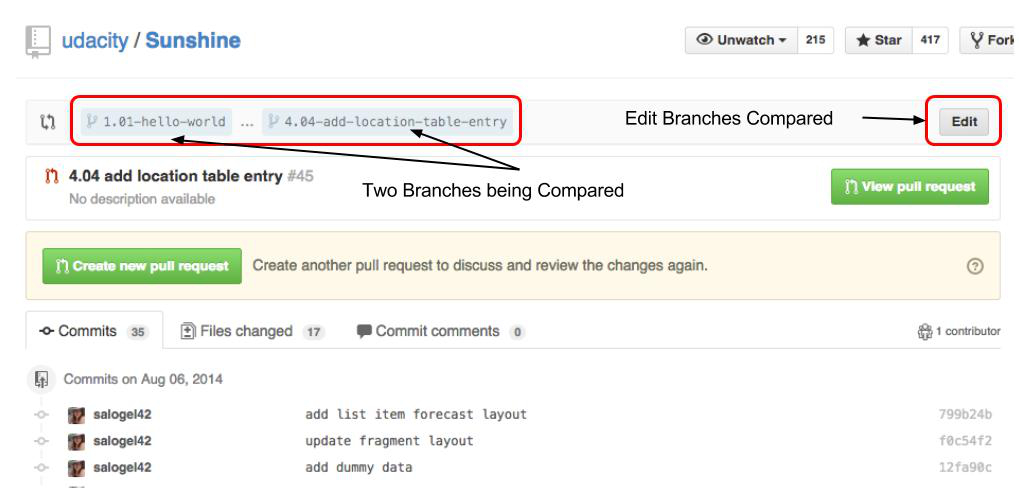 udacity / Sunshine
Unwatch 215 Star 417 Fork
1.01-hello-world ... 4.04-add-location-table-entry Edit Branches Compared Edit
4.04 add location table entry #45
No description available
Two Branches being Compared
View pull request
Create new pull request Create another pull request to discuss and review the changes again. ?
Commits 35 Files changed 17 Commit comments 0 1 contributor
Commits on Aug 06, 2014
salogel42 add list item forecast layout 799b24b
salogel42 update fragment layout f0c54f2
salogel42 add dummy data 12fa90c